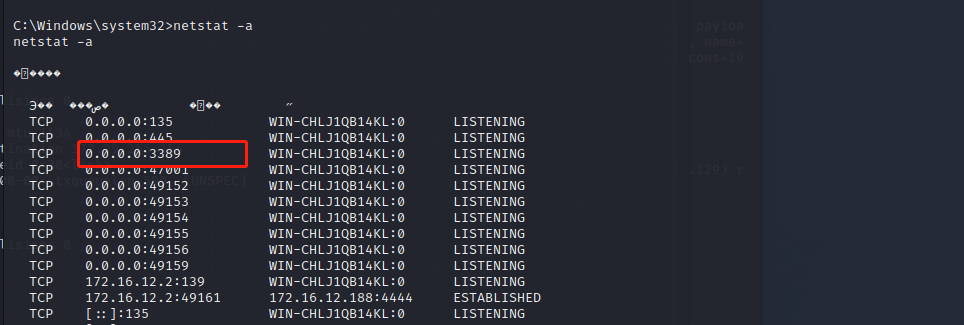 C:\Windows\system32>netstat -a
netstat -a
TCP 0.0.0.0:135 WIN-CHLJ1QB14KL:0 LISTENING
TCP 0.0.0.0:445 WIN-CHLJ1QB14KL:0 LISTENING
TCP 0.0.0.0:3389 WIN-CHLJ1QB14KL:0 LISTENING
TCP 0.0.0.0:47001 WIN-CHLJ1QB14KL:0 LISTENING
TCP 0.0.0.0:49152 WIN-CHLJ1QB14KL:0 LISTENING
TCP 0.0.0.0:49153 WIN-CHLJ1QB14KL:0 LISTENING
TCP 0.0.0.0:49154 WIN-CHLJ1QB14KL:0 LISTENING
TCP 0.0.0.0:49155 WIN-CHLJ1QB14KL:0 LISTENING
TCP 0.0.0.0:49156 WIN-CHLJ1QB14KL:0 LISTENING
TCP 0.0.0.0:49159 WIN-CHLJ1QB14KL:0 LISTENING
TCP 172.16.12.2:139 WIN-CHLJ1QB14KL:0 LISTENING
TCP 172.16.12.2:49161 172.16.12.188:4444 ESTABLISHED
TCP [::]:135 WIN-CHLJ1QB14KL:0 LISTENING